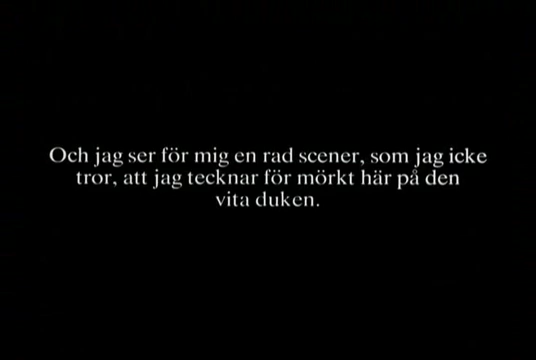 Och jag ser för mig en rad scener, som jag icke
tror, att jag tecknar för mörkt här på den
vita duken.